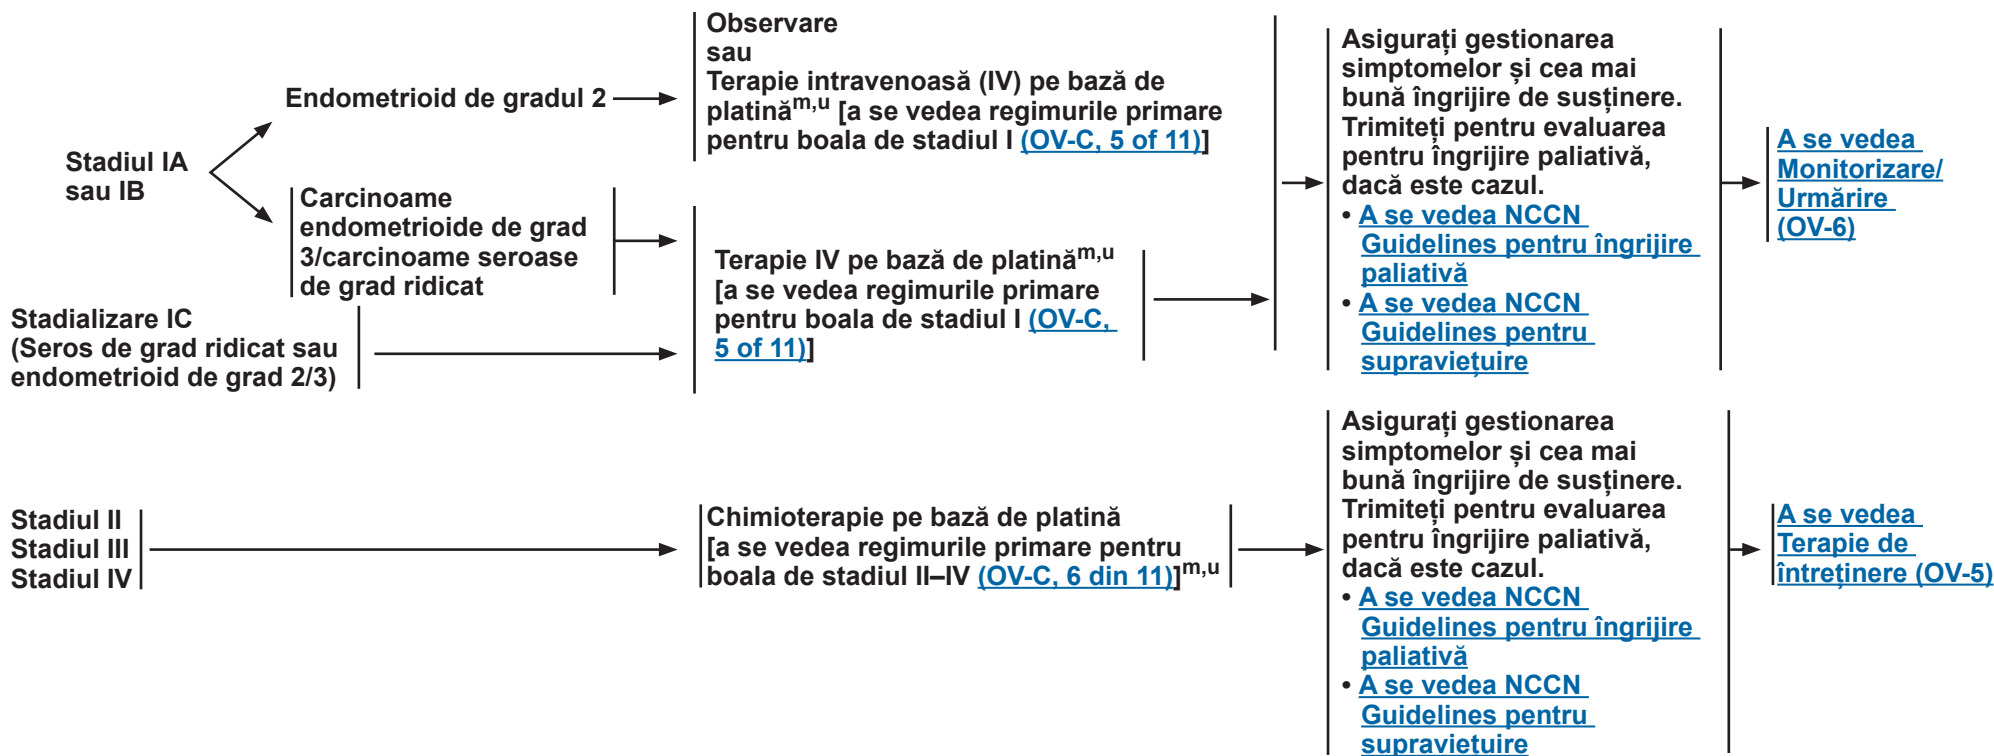 Stadiul IA
sau IB
Endometrioid de gradul 2
Carcinoame
endometrioide de grad
3/carcinoame seroase
de grad ridicat
Stadializare IC
(Seros de grad ridicat sau
endometrioid de grad 2/3)
Observare
sau
Terapie intravenoasă (IV) pe bază de
platinăm,u [a se vedea regimurile primare
pentru boala de stadiul I (OV-C, 5 of 11)]
Terapie IV pe bază de platinăm,u
[a se vedea regimurile primare
pentru boala de stadiul I (OV-C,
5 of 11)]
Asigurați gestionarea
simptomelor și cea mai
bună îngrijire de susținere.
Trimiteți pentru evaluarea
pentru îngrijire paliativă,
dacă este cazul.
• A se vedea NCCN
Guidelines pentru îngrijire
paliativă
• A se vedea NCCN
Guidelines pentru
supraviețuire
A se vedea
Monitorizare/
Urmărire
(OV-6)
Stadiul II
Stadiul III
Stadiul IV
Chimioterapie pe bază de platină
[a se vedea regimurile primare pentru
boala de stadiul II–IV (OV-C, 6 din 11)]m,u
Asigurați gestionarea
simptomelor și cea mai
bună îngrijire de susținere.
Trimiteți pentru evaluarea
pentru îngrijire paliativă,
dacă este cazul.
• A se vedea NCCN
Guidelines pentru îngrijire
paliativă
• A se vedea NCCN
Guidelines pentru
supraviețuire
A se vedea
Terapie de
întreținere (OV-5)